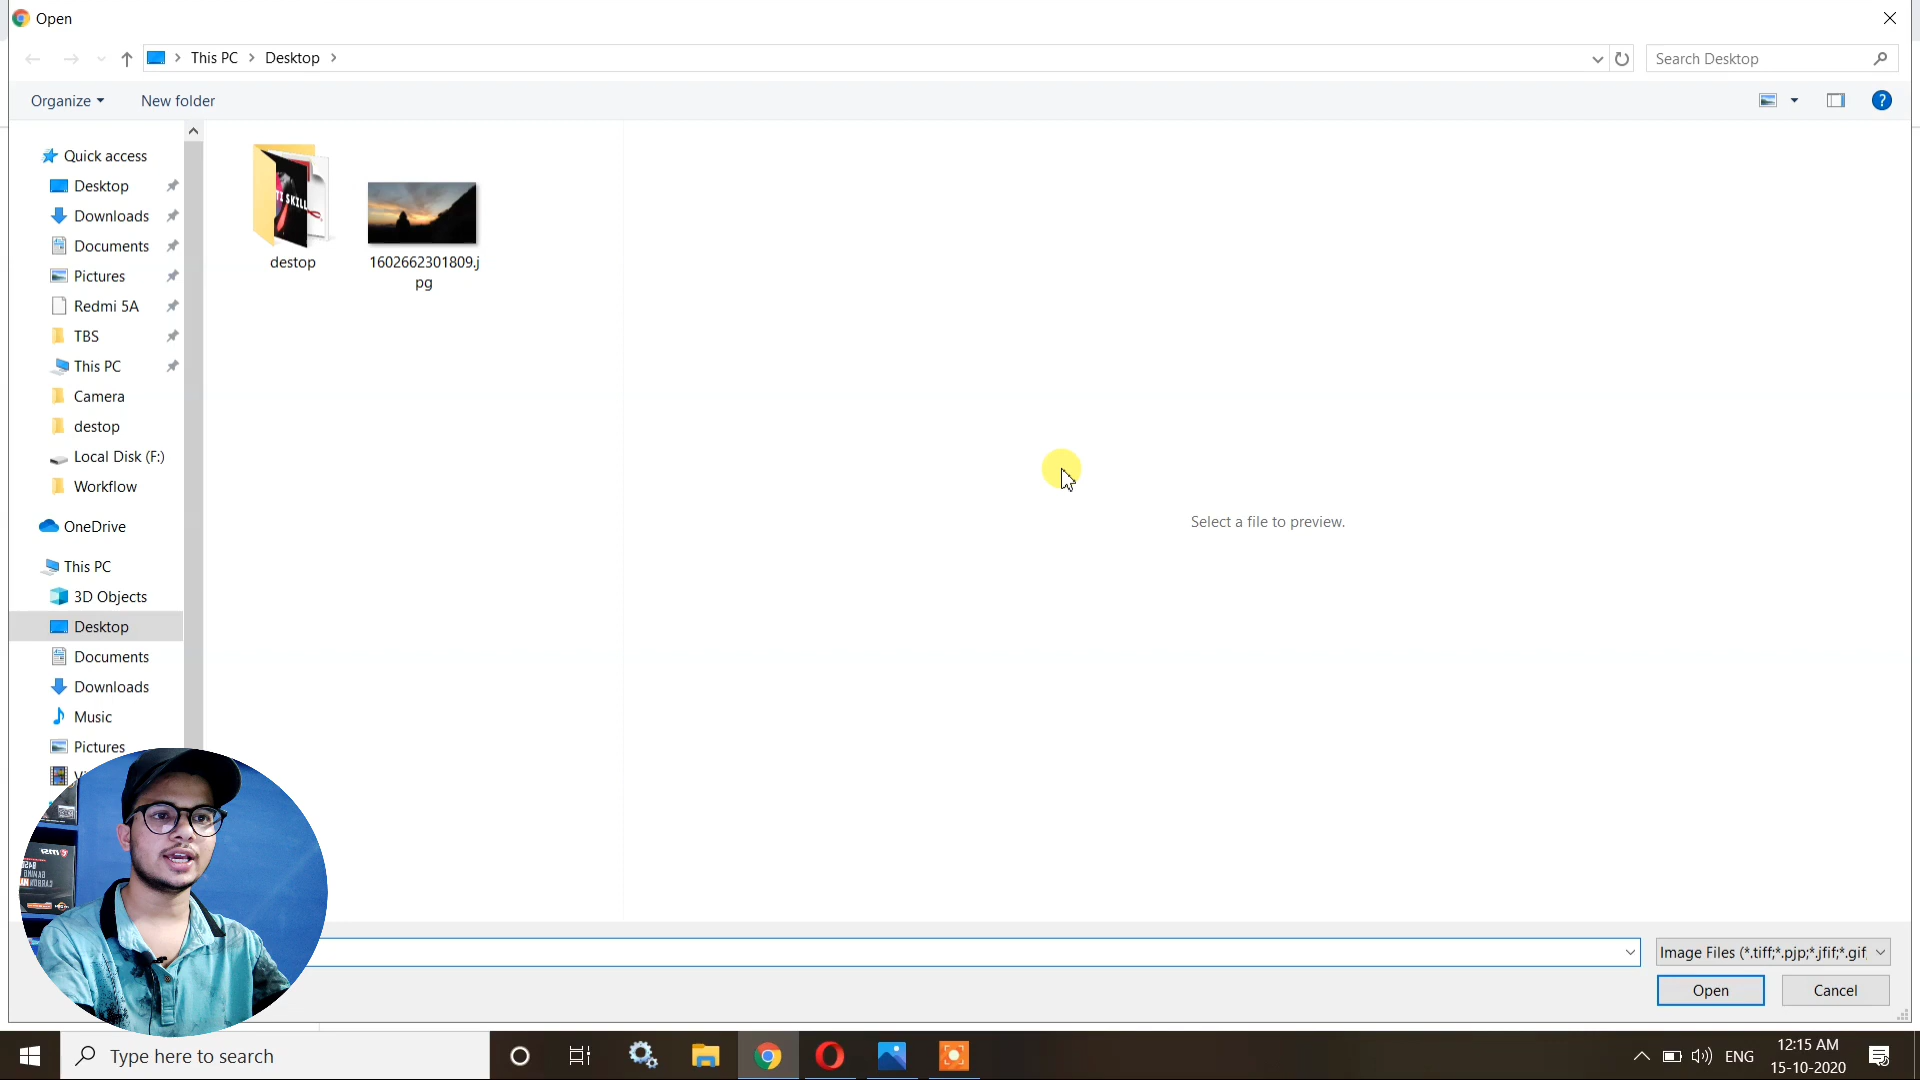 Open
This PC
Desktop
Search Desktop
Organize
New folder
Quick access
Desktop
Downloads
Documents
Pictures
Redmi 5A
TBS
This PC
Camera
destop
Local Disk (F:)
Workflow
OneDrive
This PC
3D Objects
Desktop
Documents
Downloads
Music
Pictures
TI SKILL
destop
1602662301809.j
pg
Select a file to preview.
Image Files (*.tiff;*.pjp;*.jfif;*.gif
Open
Cancel
Type here to search
ENG
12:15 AM
15-10-2020